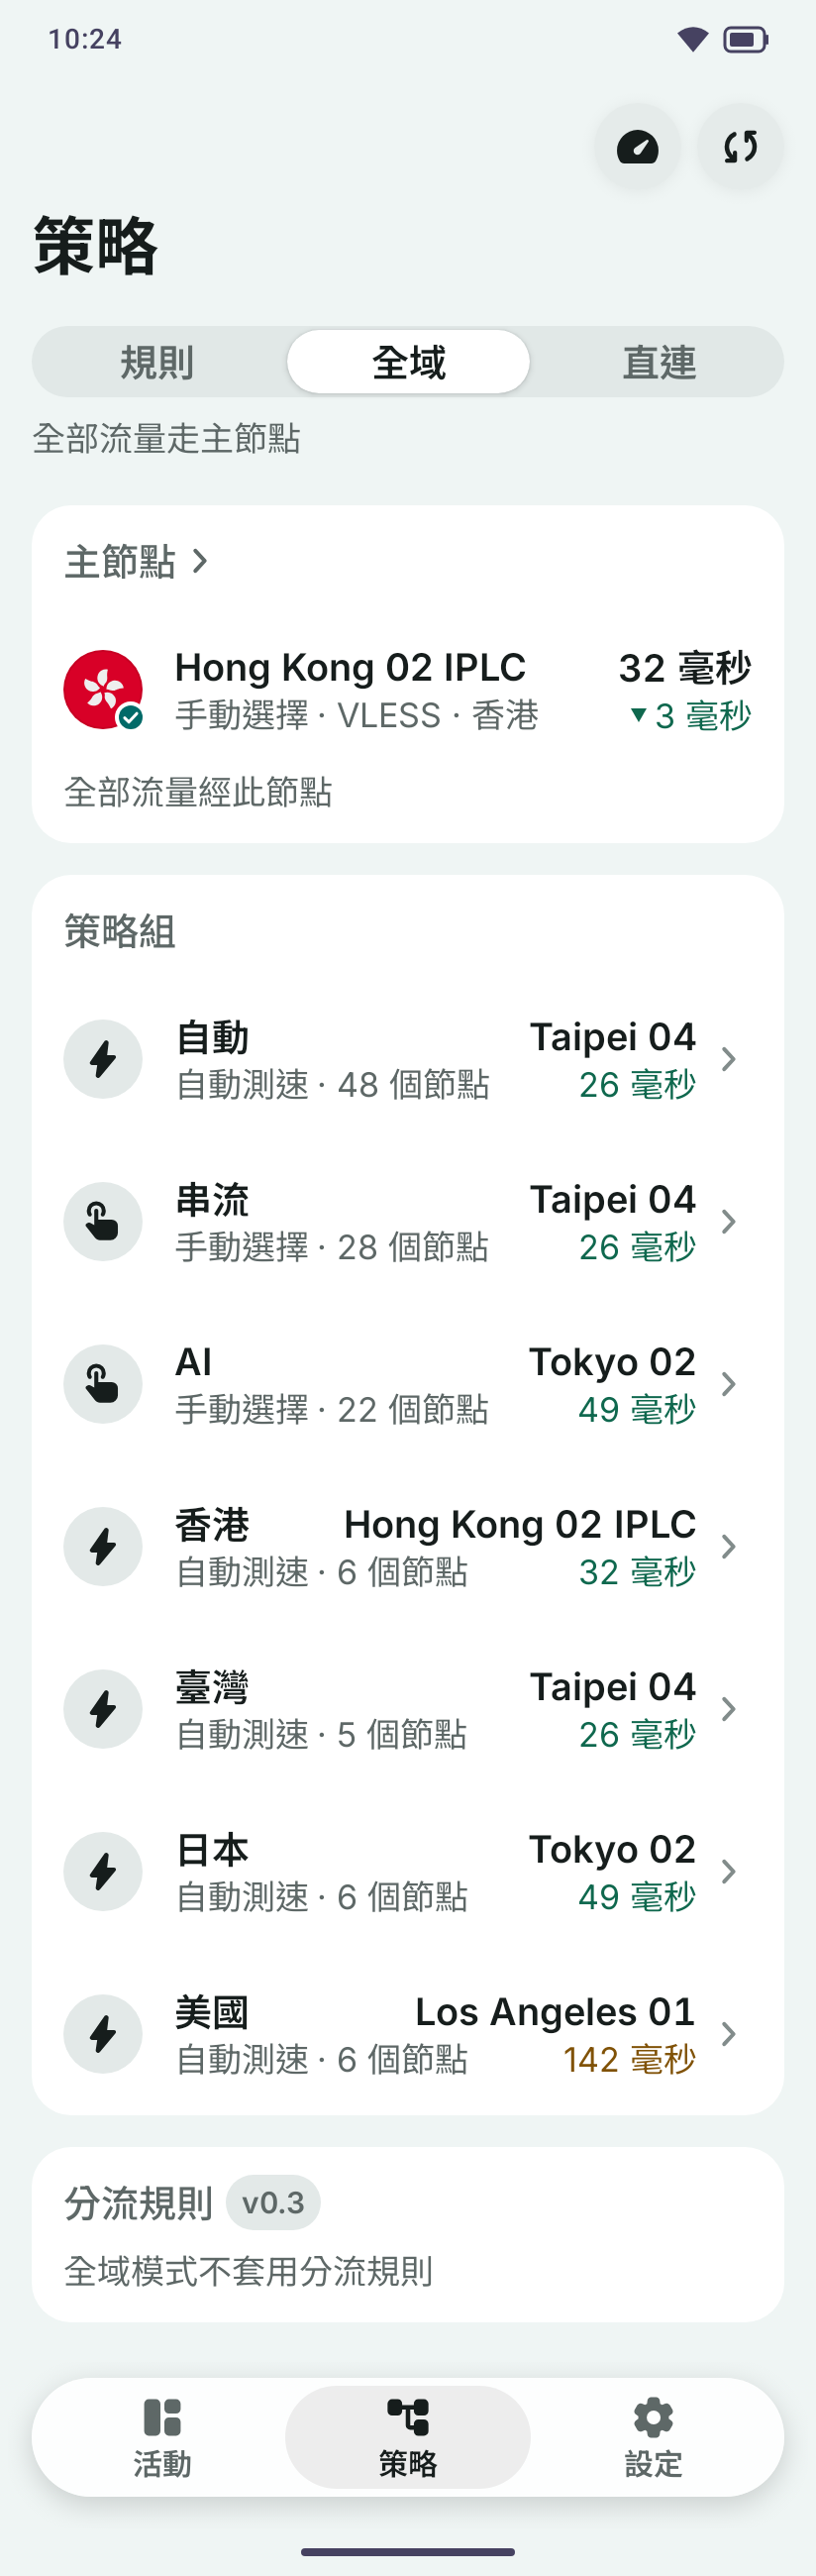 10:24
策略
規則 全域 直連
全部流量走主節點
主節點
Hong Kong 02 IPLC 32 毫秒
手動選擇 · VLESS · 香港 ▼3 毫秒
全部流量經此節點
策略組
自動 Taipei 04
自動測速 · 48 個節點 26 毫秒
串流 Taipei 04
手動選擇 · 28 個節點 26 毫秒
AI Tokyo 02
手動選擇 · 22 個節點 49 毫秒
香港 Hong Kong 02 IPLC
自動測速 · 6 個節點 32 毫秒
臺灣 Taipei 04
自動測速 · 5 個節點 26 毫秒
日本 Tokyo 02
自動測速 · 6 個節點 49 毫秒
美國 Los Angeles 01
自動測速 · 6 個節點 142 毫秒
分流規則 v0.3
全域模式不套用分流規則
活動 策略 設定